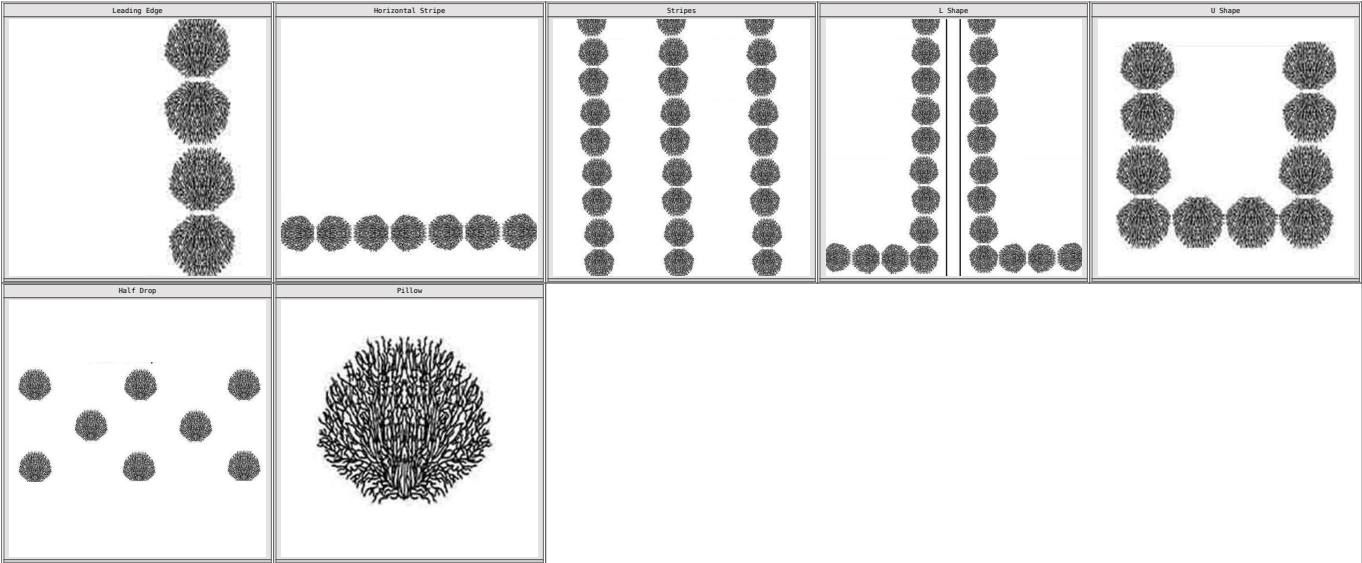 Leading Edge
Horizontal Stripe
Stripes
L Shape
U Shape
Half Drop
Pillow